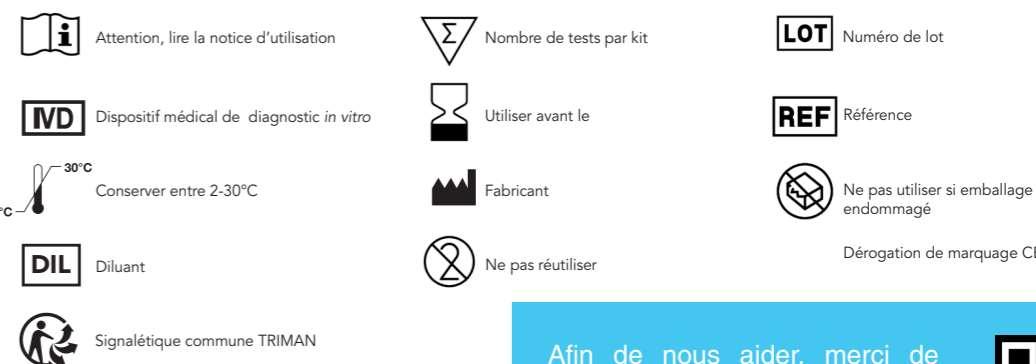 Attention, lire la notice d'utilisation
Σ
Nombre de tests par kit
LOT
Numéro de lot
IVD
Dispositif médical de diagnostic in vitro
Utiliser avant le
REF
Référence
30°C
°C
Conserver entre 2-30°C
Fabricant
Ne pas utiliser si emballage
endommagé
DIL
Diluant
2
Ne pas réutiliser
Dérogation de marquage CE
Signalétique commune TRIMAN
Afin de nous aider, merci de